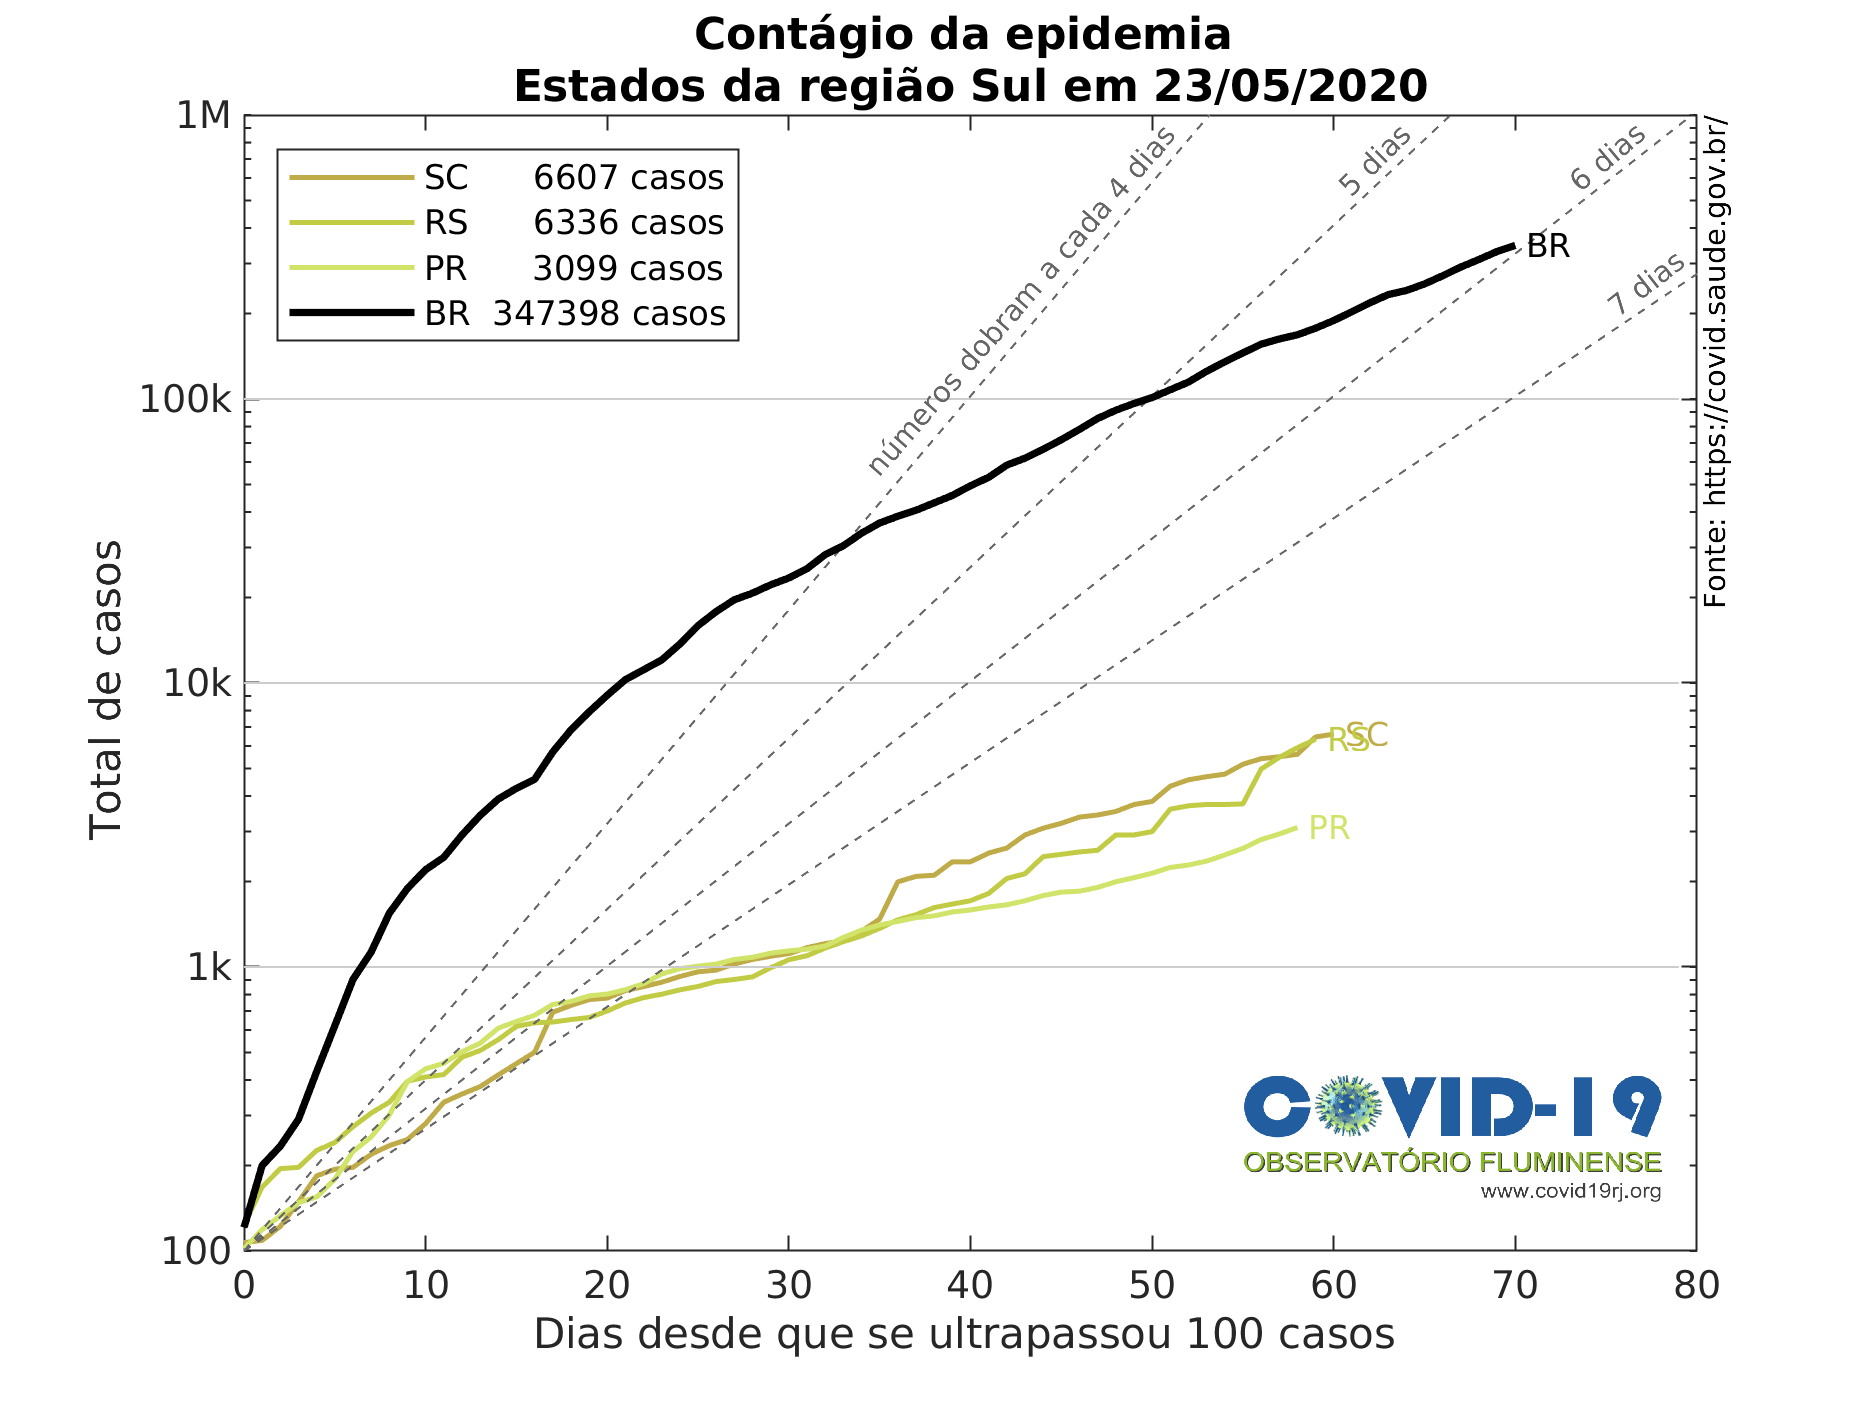 Contágio da epidemia
Estados da região Sul em 23/05/2020
1M
100k
10k
1k
100
Total de casos
SC 6607 casos
RS 6336 casos
PR 3099 casos
BR 347398 casos
números dobram a cada 4 dias
5 dias
6 dias
7 dias
BR
RS
SC
PR
Fonte: https://covid.saude.gov.br/
COVID-19
OBSERVATÓRIO FLUMINENSE
www.covid19rj.org
0 10 20 30 40 50 60 70 80
Dias desde que se ultrapassou 100 casos